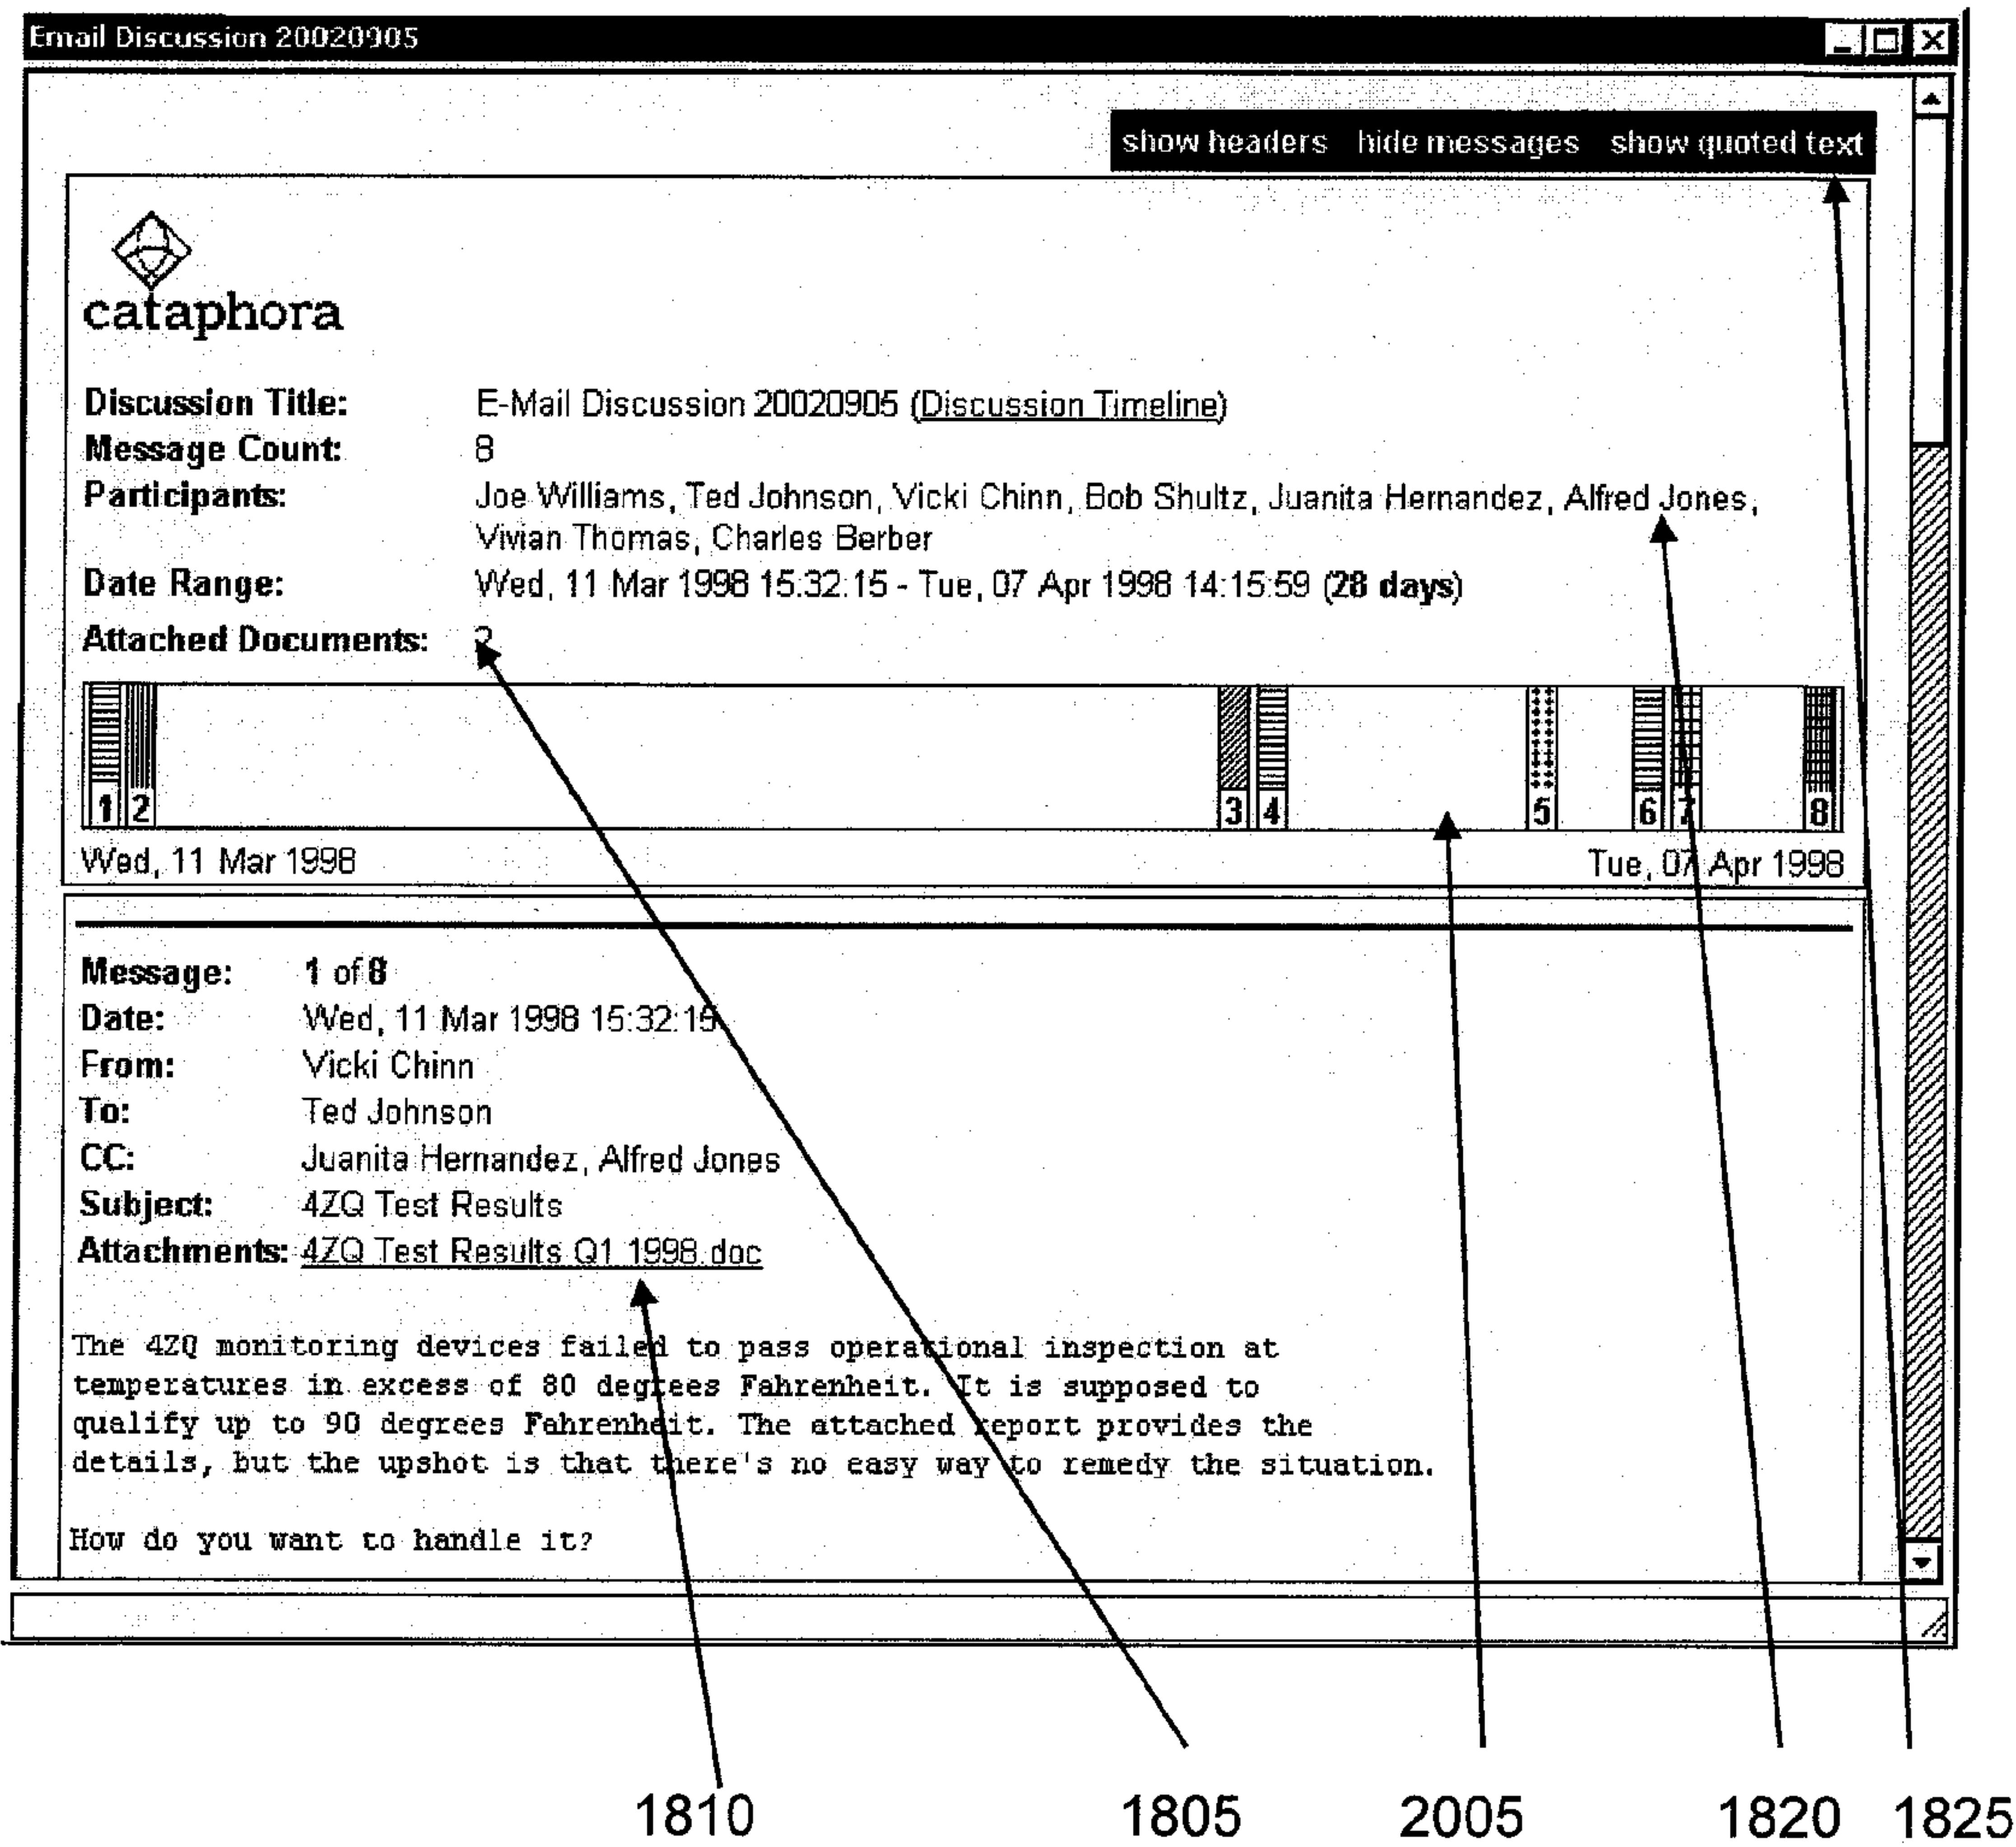 Email Discussion 20020905
show headers hide messages show quoted text
cataphora
Discussion Title: E-Mail Discussion 20020905 (Discussion Timeline)
Message Count: 8
Participants: Joe Williams, Ted Johnson, Vicki Chinn, Bob Shultz, Juanita Hernandez, Alfred Jones,
Vivian Thomas, Charles Berber
Date Range: Wed, 11 Mar 1998 15:32:15 - Tue, 07 Apr 1998 14:15:59 (28 days)
Attached Documents:
1 2 3 4 5 6 7 8
Wed, 11 Mar 1998 Tue, 07 Apr 1998
Message: 1 of 8
Date: Wed, 11 Mar 1998 15:32:15
From: Vicki Chinn
To: Ted Johnson
CC: Juanita Hernandez, Alfred Jones
Subject: 4ZQ Test Results
Attachments: 4ZQ Test Results Q1 1998.doc
The 4ZQ monitoring devices failed to pass operational inspection at
temperatures in excess of 80 degrees Fahrenheit. It is supposed to
qualify up to 90 degrees Fahrenheit. The attached report provides the
details, but the upshot is that there's no easy way to remedy the situation.
How do you want to handle it?
1810 1805 2005 1820 1825